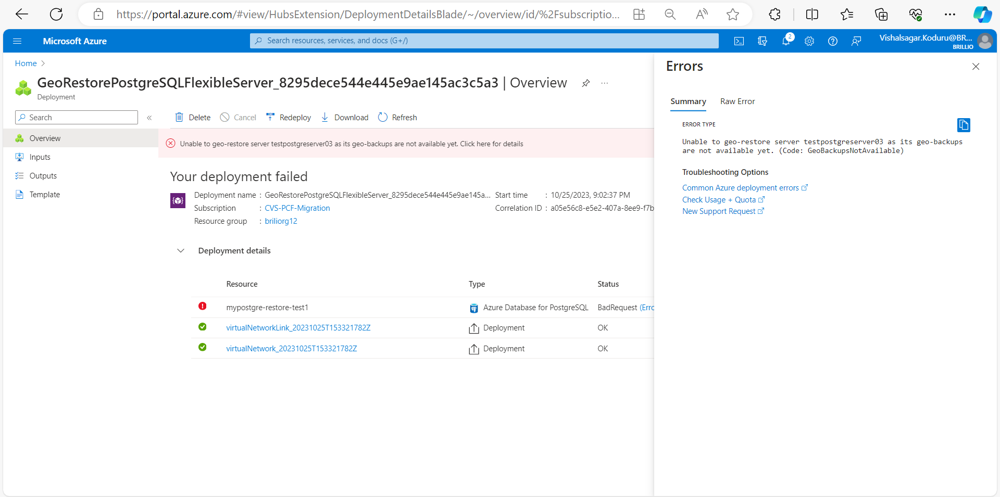 https://portal.azure.com/#view/HubsExtension/DeploymentDetailsBlade/~/overview/id/%2Fsubscriptio...
Microsoft Azure
Search resources, services, and docs (G+/)
2
Vishalsagar.Koduru@BR...
BRILLIO
Home
GeoRestorePostgreSQLFlexibleServer_8295dece544e445e9ae145ac3c5a3 | Overview
Deployment
Search
Delete
Cancel
Redeploy
Download
Refresh
Overview
Inputs
Outputs
Template
Unable to geo-restore server testpostgreserver03 as its geo-backups are not available yet. Click here for details
Your deployment failed
Deployment name : GeoRestorePostgreSQLFlexibleServer_8295dece544e445e9ae145a...
Subscription : CVS-PCF-Migration
Resource group : briliorg12
Start time : 10/25/2023, 9:02:37 PM
Correlation ID : a05e56c8-e5e2-407a-8ee9-f7b
Deployment details
Resource Type Status
mypostgre-restore-test1 Azure Database for PostgreSQL BadRequest (Erro
virtualNetworkLink_20231025T153321782Z Deployment OK
virtualNetwork_20231025T153321782Z Deployment OK
Errors
Summary
Raw Error
ERROR TYPE
Unable to geo-restore server testpostgreserver03 as its geo-backups
are not available yet. (Code: GeoBackupsNotAvailable)
Troubleshooting Options
Common Azure deployment errors
Check Usage + Quota
New Support Request